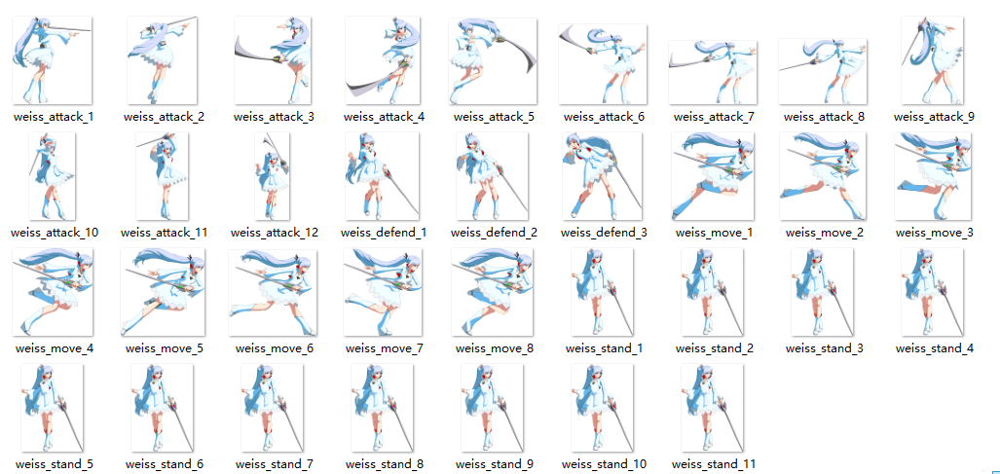 weiss_attack_1 weiss_attack_2 weiss_attack_3 weiss_attack_4 weiss_attack_5 weiss_attack_6 weiss_attack_7 weiss_attack_8 weiss_attack_9
weiss_attack_10 weiss_attack_11 weiss_attack_12 weiss_defend_1 weiss_defend_2 weiss_defend_3 weiss_move_1 weiss_move_2 weiss_move_3
weiss_move_4 weiss_move_5 weiss_move_6 weiss_move_7 weiss_move_8 weiss_stand_1 weiss_stand_2 weiss_stand_3 weiss_stand_4
weiss_stand_5 weiss_stand_6 weiss_stand_7 weiss_stand_8 weiss_stand_9 weiss_stand_10 weiss_stand_11